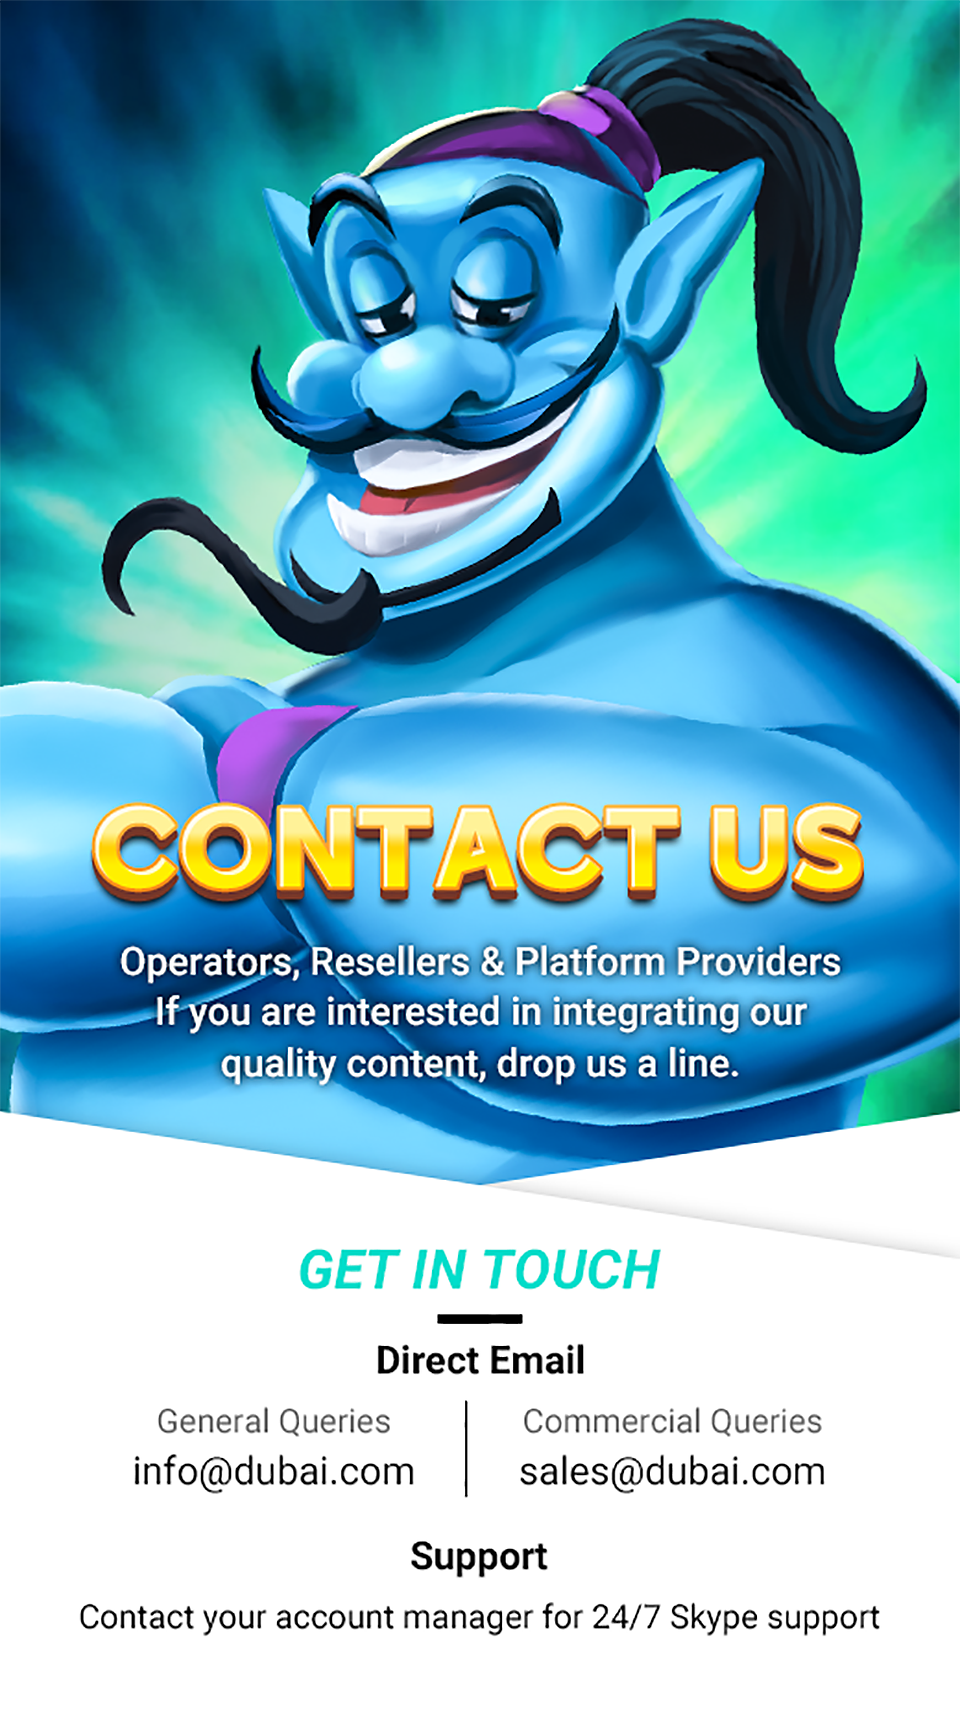 CONTACT US
Operators, Resellers & Platform Providers
If you are interested in integrating our
quality content, drop us a line.
GET IN TOUCH
Direct Email
General Queries
info@dubai.com
Commercial Queries
sales@dubai.com
Support
Contact your account manager for 24/7 Skype support